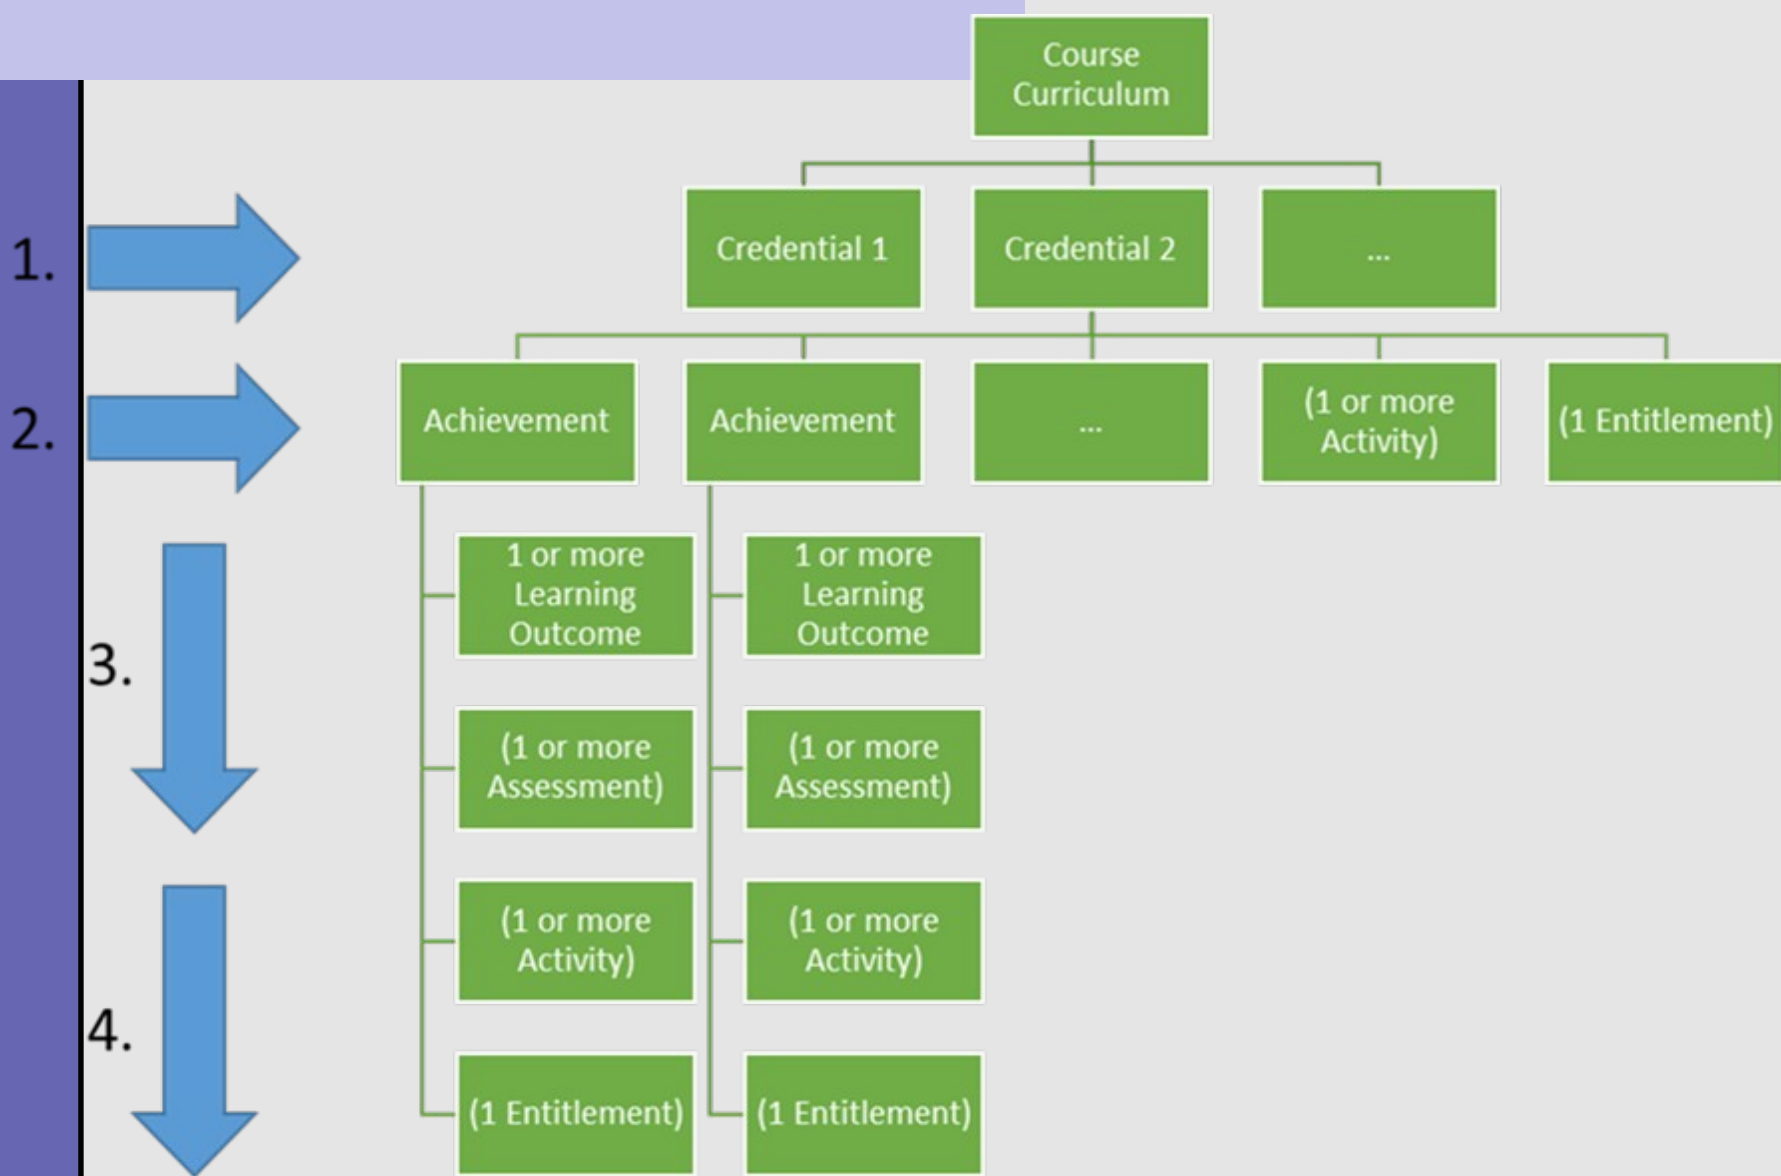 Course
Curriculum
1.
Credential 1
Credential 2
...
2.
Achievement
Achievement
...
(1 or more
Activity)
(1 Entitlement)
3.
1 or more
Learning
Outcome
1 or more
Learning
Outcome
(1 or more
Assessment)
(1 or more
Assessment)
4.
(1 or more
Activity)
(1 or more
Activity)
(1 Entitlement)
(1 Entitlement)